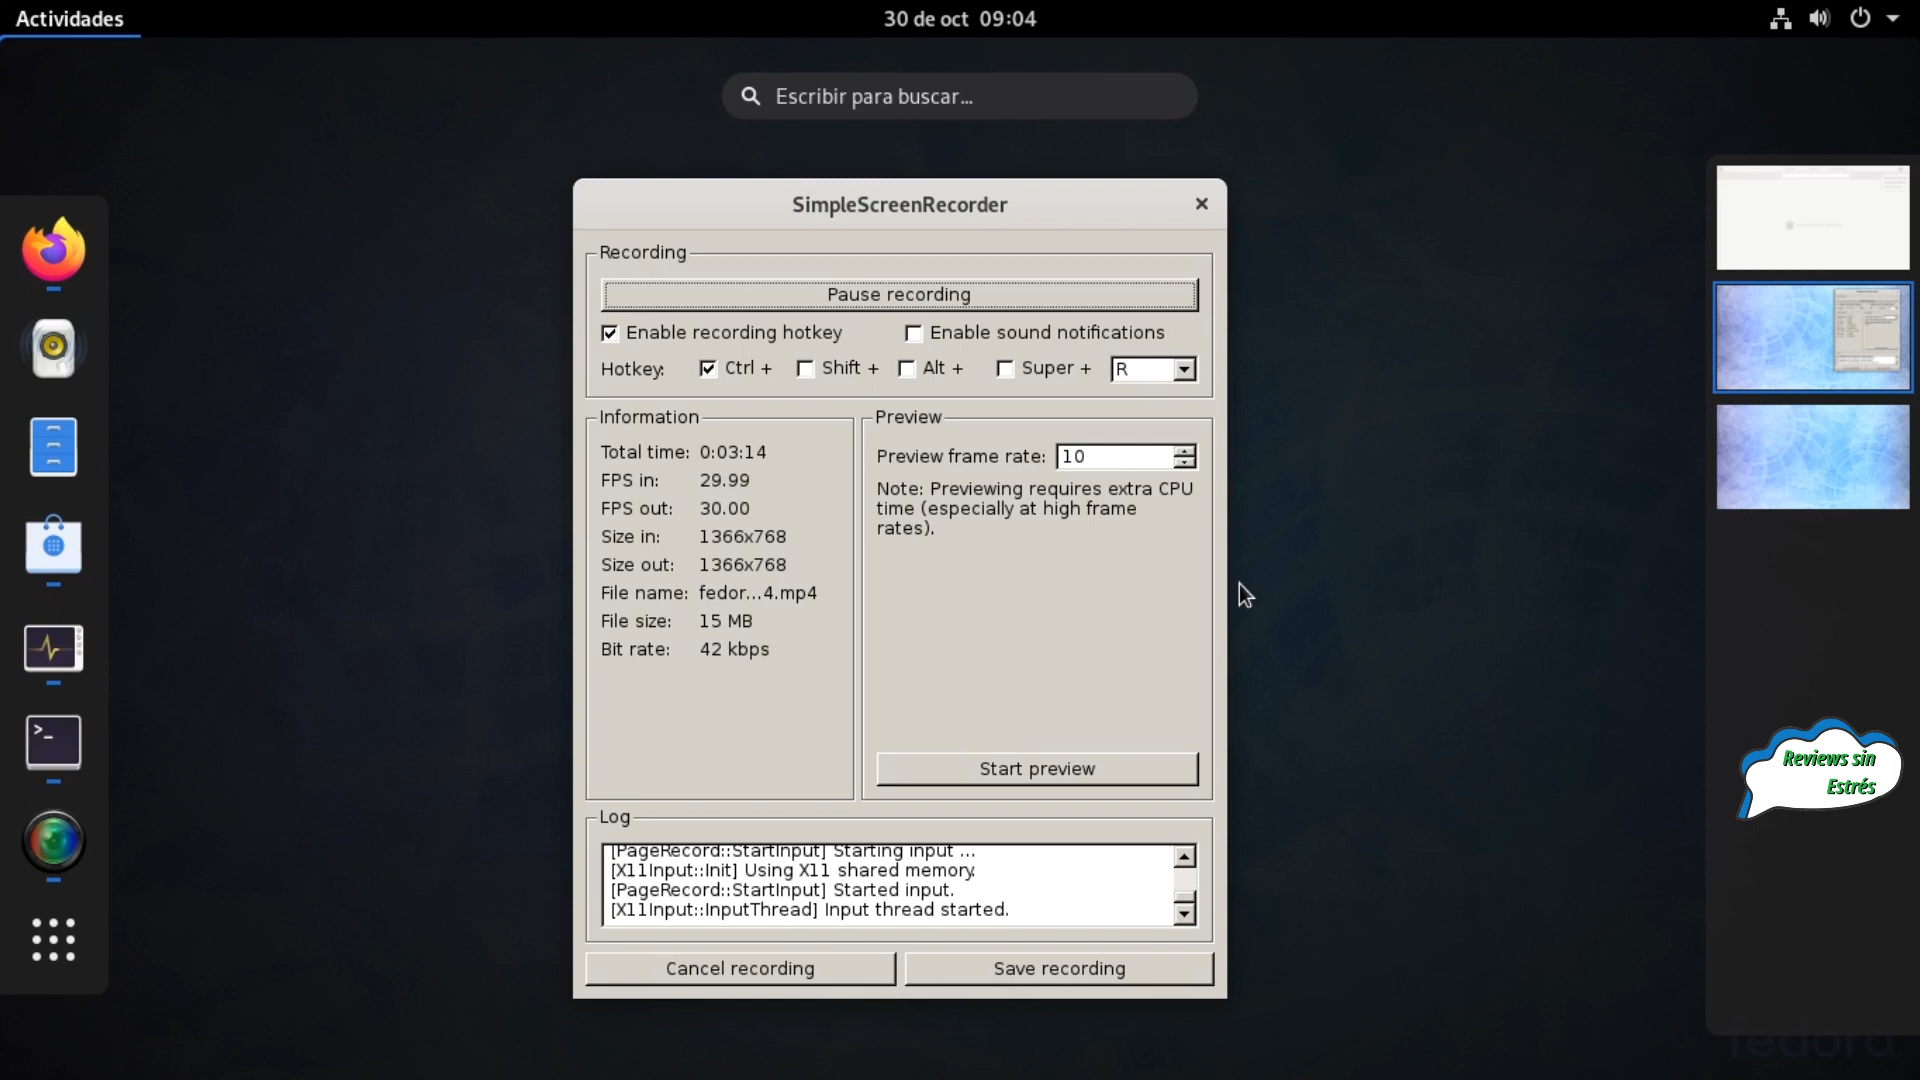 Actividades
30 de oct 09:04
Escribir para buscar...
SimpleScreenRecorder
Recording
Pause recording
Enable recording hotkey
Enable sound notifications
Hotkey: Ctrl + Shift + Alt + Super + R
Information
Total time: 0:03:14
FPS in: 29.99
FPS out: 30.00
Size in: 1366x768
Size out: 1366x768
File name: fedor...4.mp4
File size: 15 MB
Bit rate: 42 kbps
Preview
Preview frame rate: 10
Note: Previewing requires extra CPU
time (especially at high frame
rates).
Start preview
Log
[PageRecord::StartInput] Starting input ...
[X11Input::Init] Using X11 shared memory.
[PageRecord::StartInput] Started input.
[X11Input::InputThread] Input thread started.
Cancel recording
Save recording
Reviews sin
Estrés
fedora